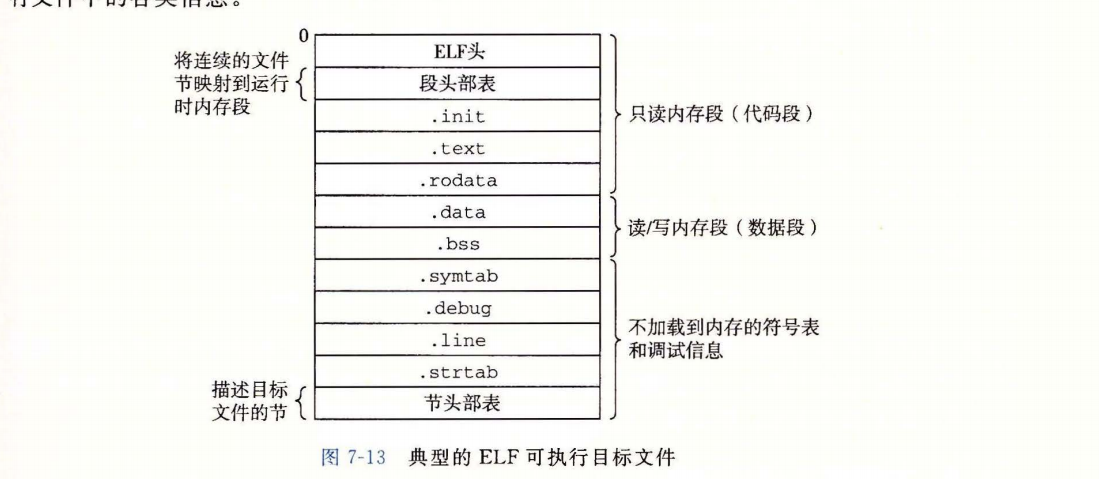 有文件中的各类信息。
0
将连续的文件
节映射到运行
时内存段
ELF头
段头部表
.init
.text
.rodata
只读内存段（代码段）
.data
.bss
读/写内存段（数据段）
.symtab
.debug
.line
.strtab
不加载到内存的符号表
和调试信息
描述目标
文件的节
节头部表
图 7-13 典型的 ELF 可执行目标文件